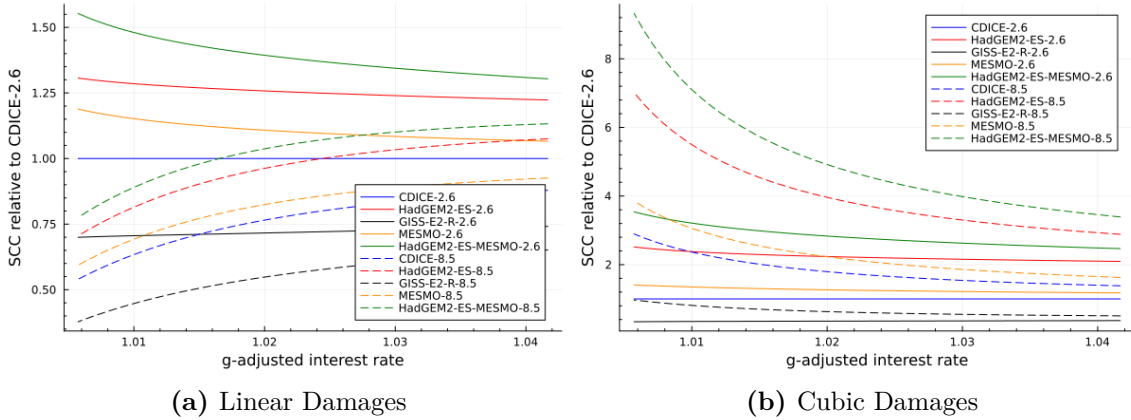 SCC relative to CDICE-2.6
1.50
1.25
1.00
0.75
0.50
CDICE-2.6
HadGEM2-ES-2.6
GISS-E2-R-2.6
MESMO-2.6
HadGEM2-ES-MESMO-2.6
CDICE-8.5
HadGEM2-ES-8.5
GISS-E2-R-8.5
MESMO-8.5
HadGEM2-ES-MESMO-8.5
1.01 1.02 1.03 1.04
g-adjusted interest rate
(a) Linear Damages
SCC relative to CDICE-2.6
8
6
4
2
CDICE-2.6
HadGEM2-ES-2.6
GISS-E2-R-2.6
MESMO-2.6
HadGEM2-ES-MESMO-2.6
CDICE-8.5
HadGEM2-ES-8.5
GISS-E2-R-8.5
MESMO-8.5
HadGEM2-ES-MESMO-8.5
1.01 1.02 1.03 1.04
g-adjusted interest rate
(b) Cubic Damages